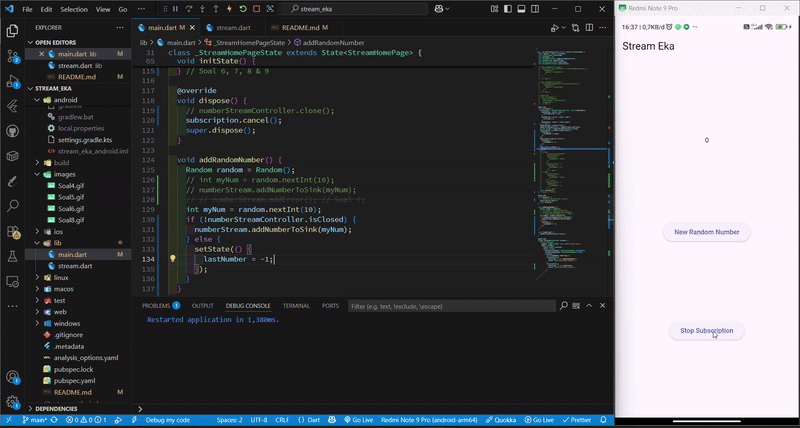 File Edit Selection View Go Run
stream_eka
Redmi Note 9 Pro
EXPLORER
OPEN EDITORS
main.dart lib M
stream.dart lib
README.md M
STREAM_EKA
android
gradlew
gradlew.bat
local.properties
settings.gradle.kts
stream_eka_android.iml
build
images
Soal4.gif
Soal5.gif
Soal6.gif
Soal8.gif
ios
lib
main.dart M
stream.dart
linux
macos
test
web
windows
.gitignore
.metadata
analysis_options.yaml
pubspec.lock
pubspec.yaml
README.md M
DEPENDENCIES
main.dart M
stream.dart
README.md M
lib > main.dart > _StreamHomePageState > addRandomNumber
31 class _StreamHomePageState extends State<StreamHomePage> {
65 void initState() {
115 } // Soal 6, 7, 8 & 9
116
117 @override
118 void dispose() {
119 // numberStreamController.close();
120 subscription.cancel();
121 super.dispose();
122 }
123
124 void addRandomNumber() {
125 Random random = Random();
126 // int myNum = random.nextInt(10);
127 // numberStream.addNumberToSink(myNum);
128 // // numberStream.addError(); // Soal 7;
129 int myNum = random.nextInt(10);
130 if (!numberStreamController.isClosed) {
131 numberStream.addNumberToSink(myNum);
132 } else {
133 setState(() {
134 lastNumber = -1;
135 });
136 }
137 }
PROBLEMS 1 OUTPUT DEBUG CONSOLE TERMINAL PORTS
Filter (e.g. text, !exclude, \escape)
Restarted application in 1,380ms.
main* 0 1 Debug my code
Spaces: 2 UTF-8 CRLF {} Dart Go Live Redmi Note 9 Pro (android-arm64) Quokka Go Live Prettier
16:37 | 0,7KB/d
Stream Eka
0
New Random Number
Stop Subscription